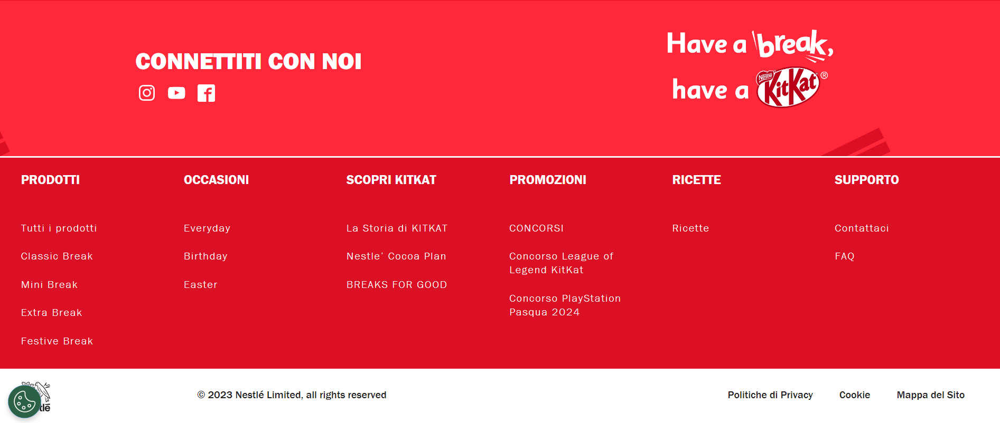 CONNETTITI CON NOI
Have a break,
have a Nestlé KitKat ®
PRODOTTI
Tutti i prodotti
Classic Break
Mini Break
Extra Break
Festive Break
OCCASIONI
Everyday
Birthday
Easter
SCOPRI KITKAT
La Storia di KITKAT
Nestle’ Cocoa Plan
BREAKS FOR GOOD
PROMOZIONI
CONCORSI
Concorso League of
Legend KitKat
Concorso PlayStation
Pasqua 2024
RICETTE
Ricette
SUPPORTO
Contattaci
FAQ
© 2023 Nestlé Limited, all rights reserved
Politiche di Privacy
Cookie
Mappa del Sito